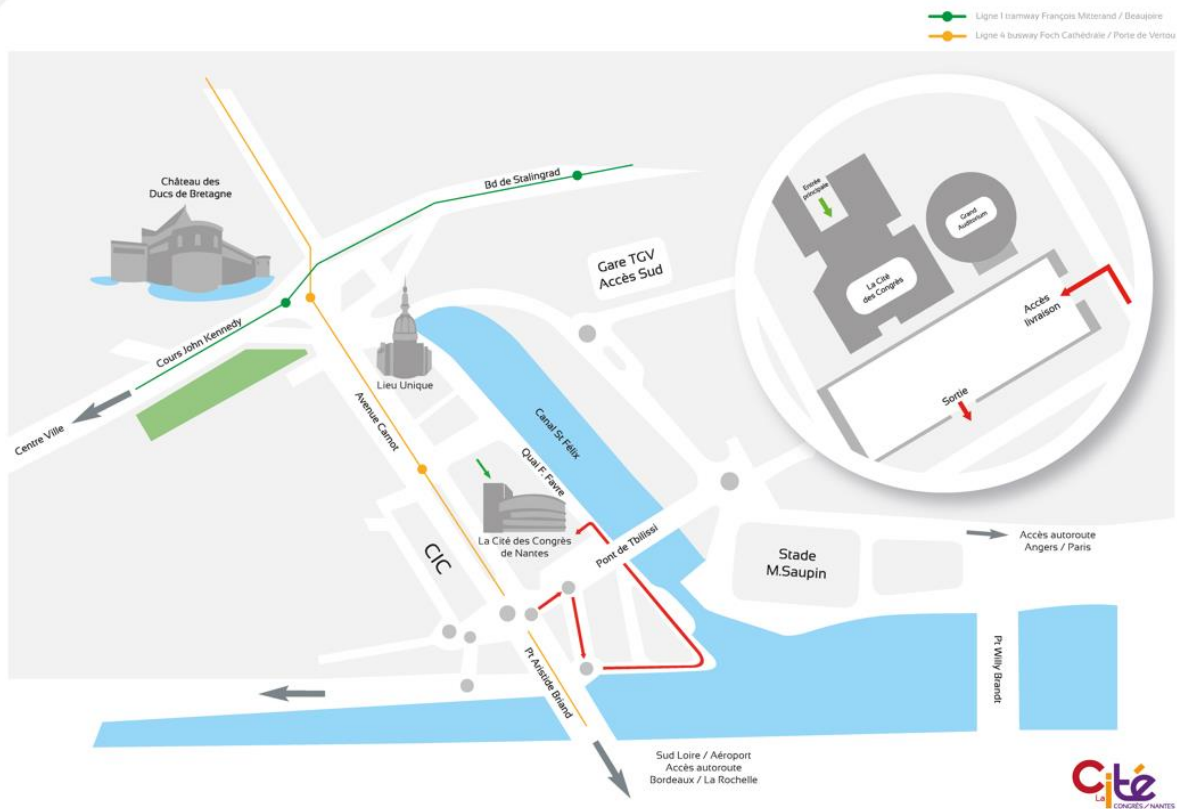 Ligne 1 tramway François Mitterand / Beaujoire
Ligne 4 busway Foch Cathédrale / Porte de Vertou
Château des
Ducs de Bretagne
Bd de Stalingrad
Gare TGV
Accès Sud
Entrée
principale
Grand
Auditorium
La Cité
des Congrès
Accès
livraison
Sortie
Cours John Kennedy
Centre Ville
Lieu Unique
Avenue Carnot
Canal St Félix
Quai F. Favre
La Cité des Congrès
de Nantes
CIC
Pont de Tbilissi
Stade
M.Saupin
Accès autoroute
Angers / Paris
Pt Aristide Briand
Pt Willy Brandt
Sud Loire / Aéroport
Accès autoroute
Bordeaux / La Rochelle
La Cité
CONGRÈS / NANTES